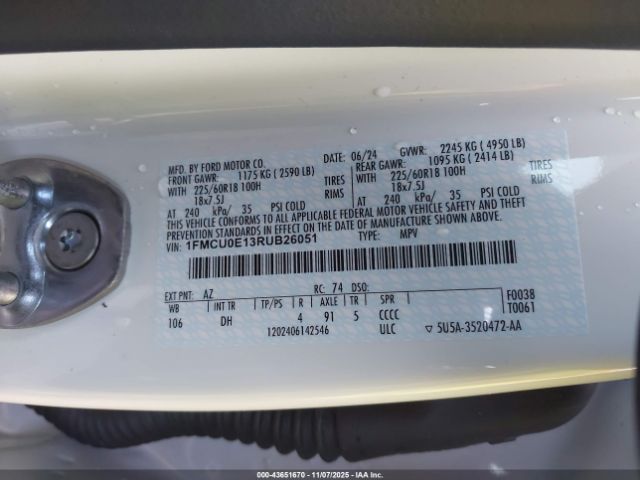 MFD. BY FORD MOTOR CO.
DATE: 06/24 GVWR: 2245 KG ( 4950 LB)
FRONT GAWR: 1175 KG ( 2590 LB) REAR GAWR: 1095 KG ( 2414 LB)
WITH 225/60R18 100H TIRES WITH 225/60R18 100H TIRES
18x7.5J RIMS 18x7.5J RIMS
AT 240 kPa/ 35 PSI COLD AT 240 kPa/ 35 PSI COLD
THIS VEHICLE CONFORMS TO ALL APPLICABLE FEDERAL MOTOR VEHICLE SAFETY AND THEFT
PREVENTION STANDARDS IN EFFECT ON THE DATE OF MANUFACTURE SHOWN ABOVE.
VIN: 1FMCU0E13RUB26051 TYPE: MPV
EXT PNT: AZ RC: 74 DSO:
WB INT TR TP/PS R AXLE TR SPR F0038
106 DH 4 91 5 CCCC T0061
1202406142546 ULC ▽ 5U5A-3520472-AA
000-43651670 - 11/07/2025 - IAAI.COM